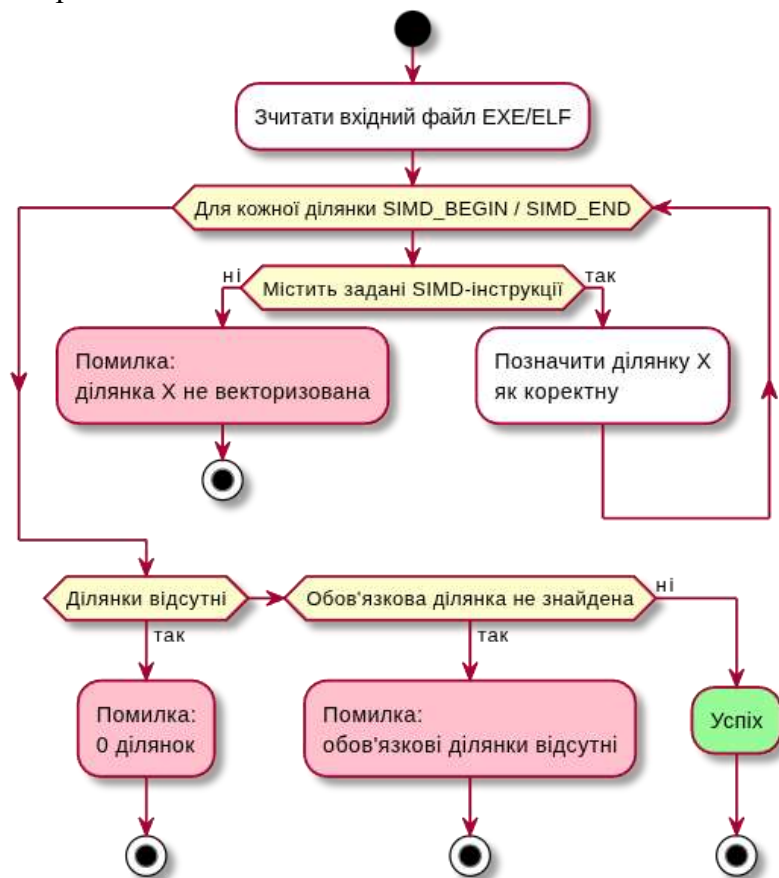 Зчитати вхідний файл EXE/ELF
Для кожної ділянки SIMD_BEGIN / SIMD_END
ні
так
Містить задані SIMD-інструкції
Помилка:
ділянка X не векторизована
Позначити ділянку X
як коректну
Ділянки відсутні
Обов'язкова ділянка не знайдена
ні
так
так
Помилка:
0 ділянок
Помилка:
обов'язкові ділянки відсутні
Успіх